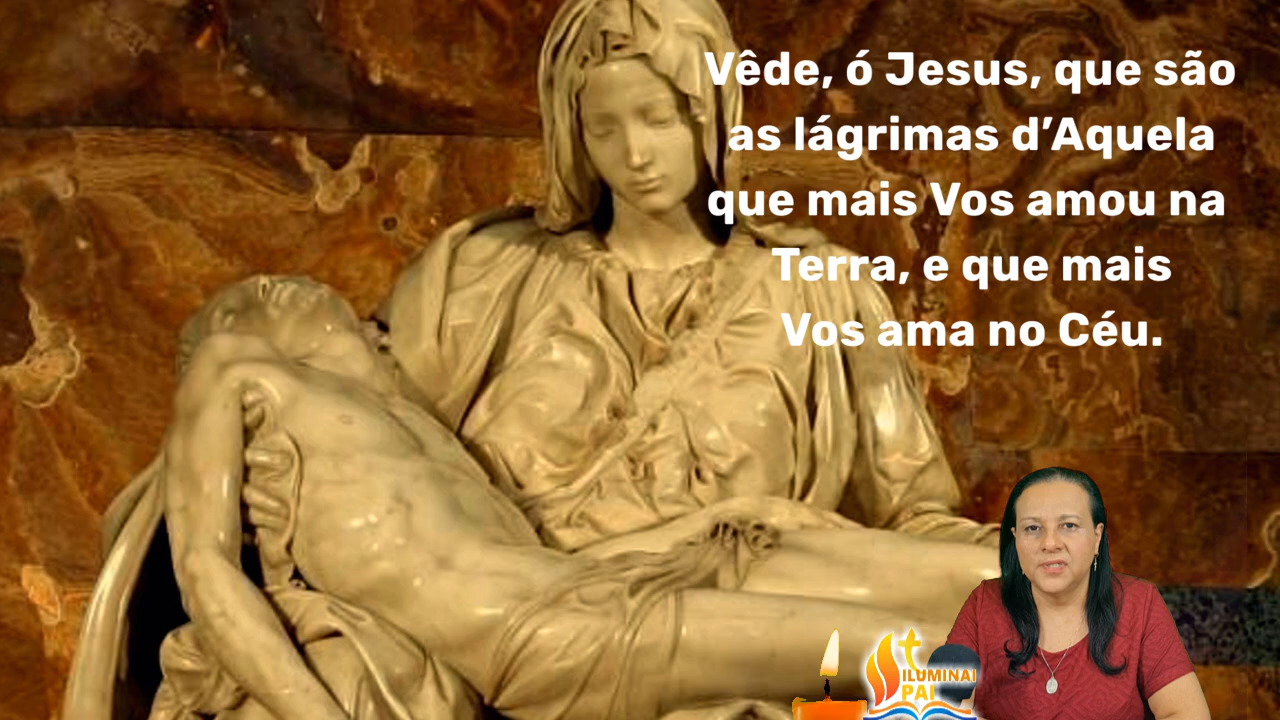 Vêde, ó Jesus, que são
as lágrimas d’Aquela
que mais Vos amou na
Terra, e que mais
Vos ama no Céu.
ILUMINAI
PAI